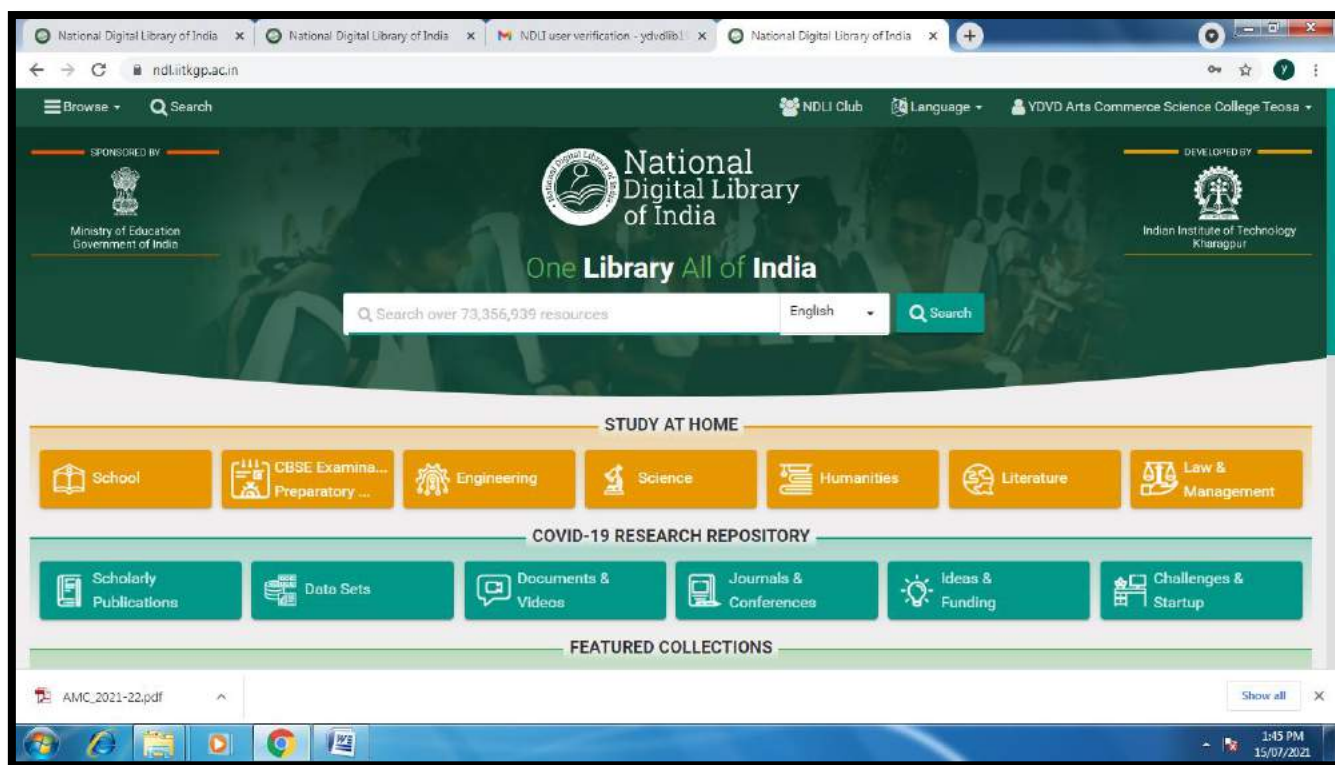 National Digital Library of India
National Digital Library of India
NDLI user verification - ydvdlib1
National Digital Library of India
ndl.iitkgp.ac.in
Y
Browse
Search
NDLI Club
Language
YDVD Arts Commerce Science College Teosa
SPONSORED BY
Ministry of Education
Government of India
National
Digital Library
of India
DEVELOPED BY
Indian Institute of Technology
Kharagpur
One Library All of India
Search over 73,356,939 resources
English
Search
STUDY AT HOME
School
CBSE Examina...
Preparatory ...
Engineering
Science
Humanities
Literature
Law &
Management
COVID-19 RESEARCH REPOSITORY
Scholarly
Publications
Data Sets
Documents &
Videos
Journals &
Conferences
Ideas &
Funding
Challenges &
Startup
FEATURED COLLECTIONS
AMC_2021-22.pdf
Show all
1:45 PM
15/07/2021